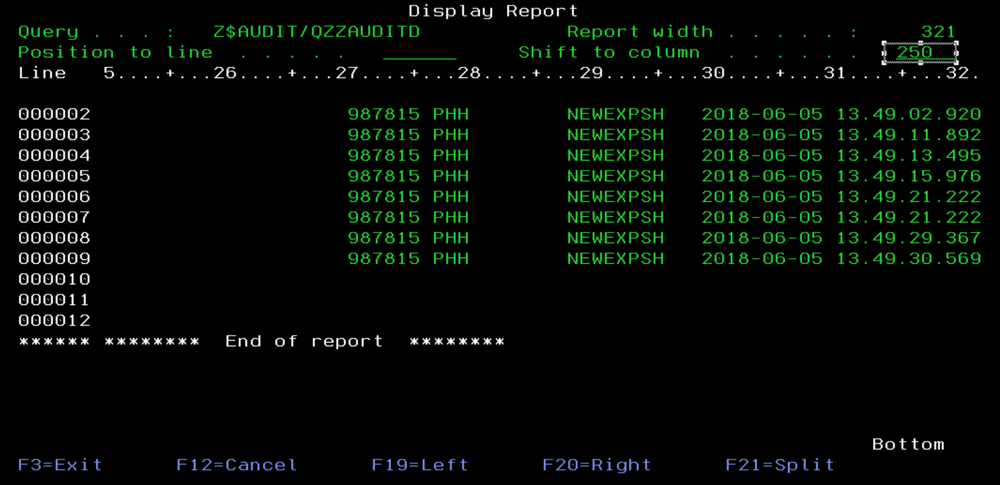 Display Report
Query . . . :   Z$AUDIT/QZZAUDITD            Report width . . . . . :     321
Position to line  . . . . .   ______     Shift to column  . . . . . .   250__
Line   5....+...26....+...27....+...28....+...29....+...30....+...31....+...32.
000002                     987815 PHH        NEWEXPSH   2018-06-05 13.49.02.920
000003                     987815 PHH        NEWEXPSH   2018-06-05 13.49.11.892
000004                     987815 PHH        NEWEXPSH   2018-06-05 13.49.13.495
000005                     987815 PHH        NEWEXPSH   2018-06-05 13.49.15.976
000006                     987815 PHH        NEWEXPSH   2018-06-05 13.49.21.222
000007                     987815 PHH        NEWEXPSH   2018-06-05 13.49.21.222
000008                     987815 PHH        NEWEXPSH   2018-06-05 13.49.29.367
000009                     987815 PHH        NEWEXPSH   2018-06-05 13.49.30.569
000010
000011
000012
****** ********  End of report  ********
Bottom
F3=Exit      F12=Cancel      F19=Left      F20=Right      F21=Split